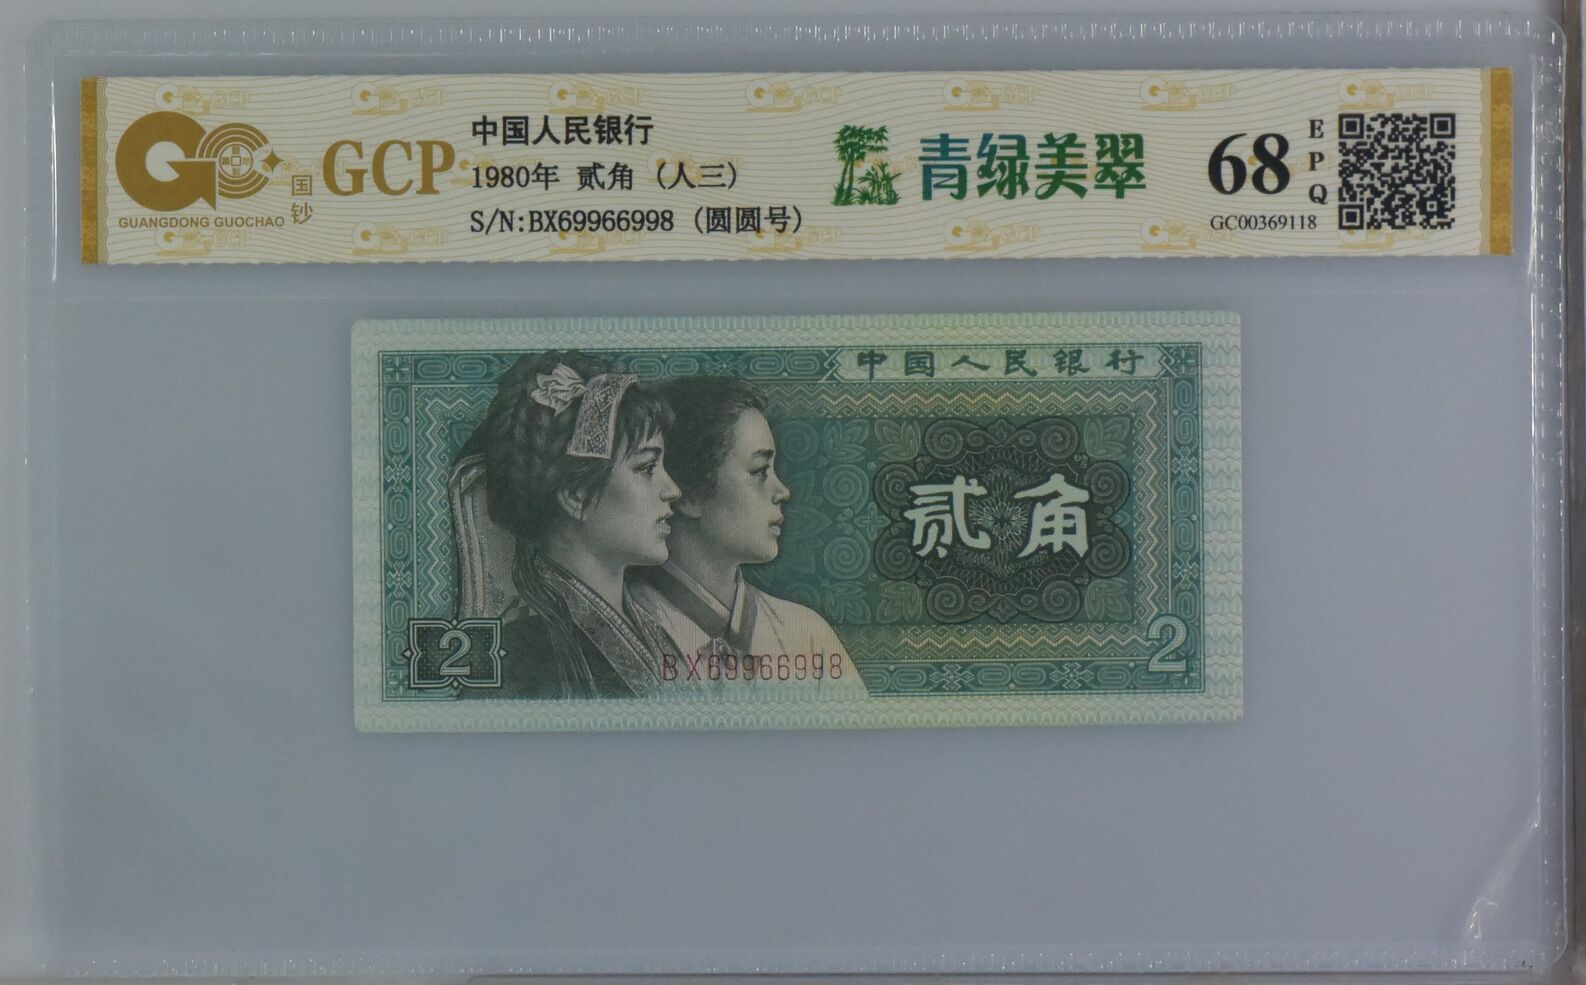 GCP
国钞
GUANGDONG GUOCHAO
中国人民银行
1980年 贰角 (人三)
S/N:BX69966998 (圆圆号)
青绿美翠
68
EPQ
GC00369118
中国人民银行
贰角
2
2
BX69966998